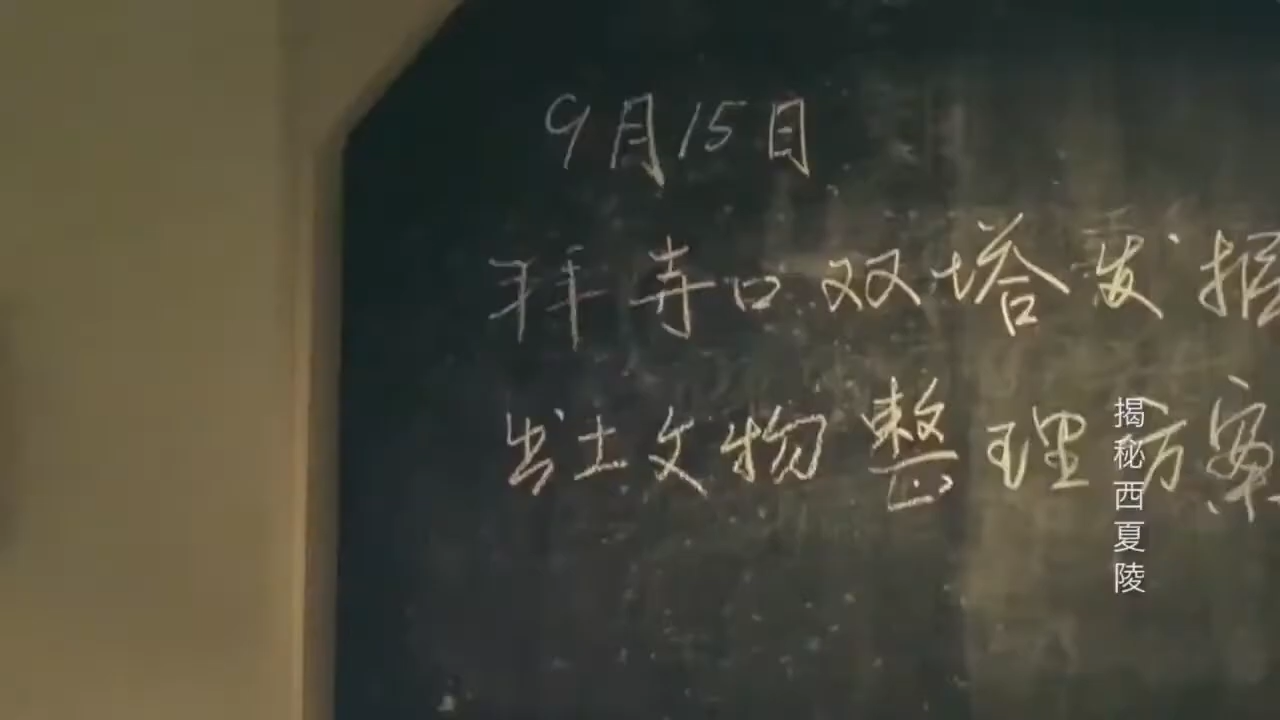 9月15日
拜寺口双塔发掘
出土文物整理方案
揭秘西夏陵